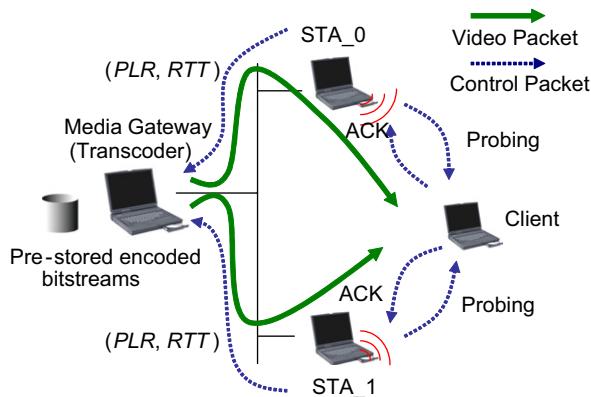 STA_0
Video Packet
Control Packet
(PLR, RTT )
ACK
Probing
Media Gateway
(Transcoder)
Client
Pre-stored encoded
bitstreams
ACK
Probing
(PLR, RTT )
STA_1